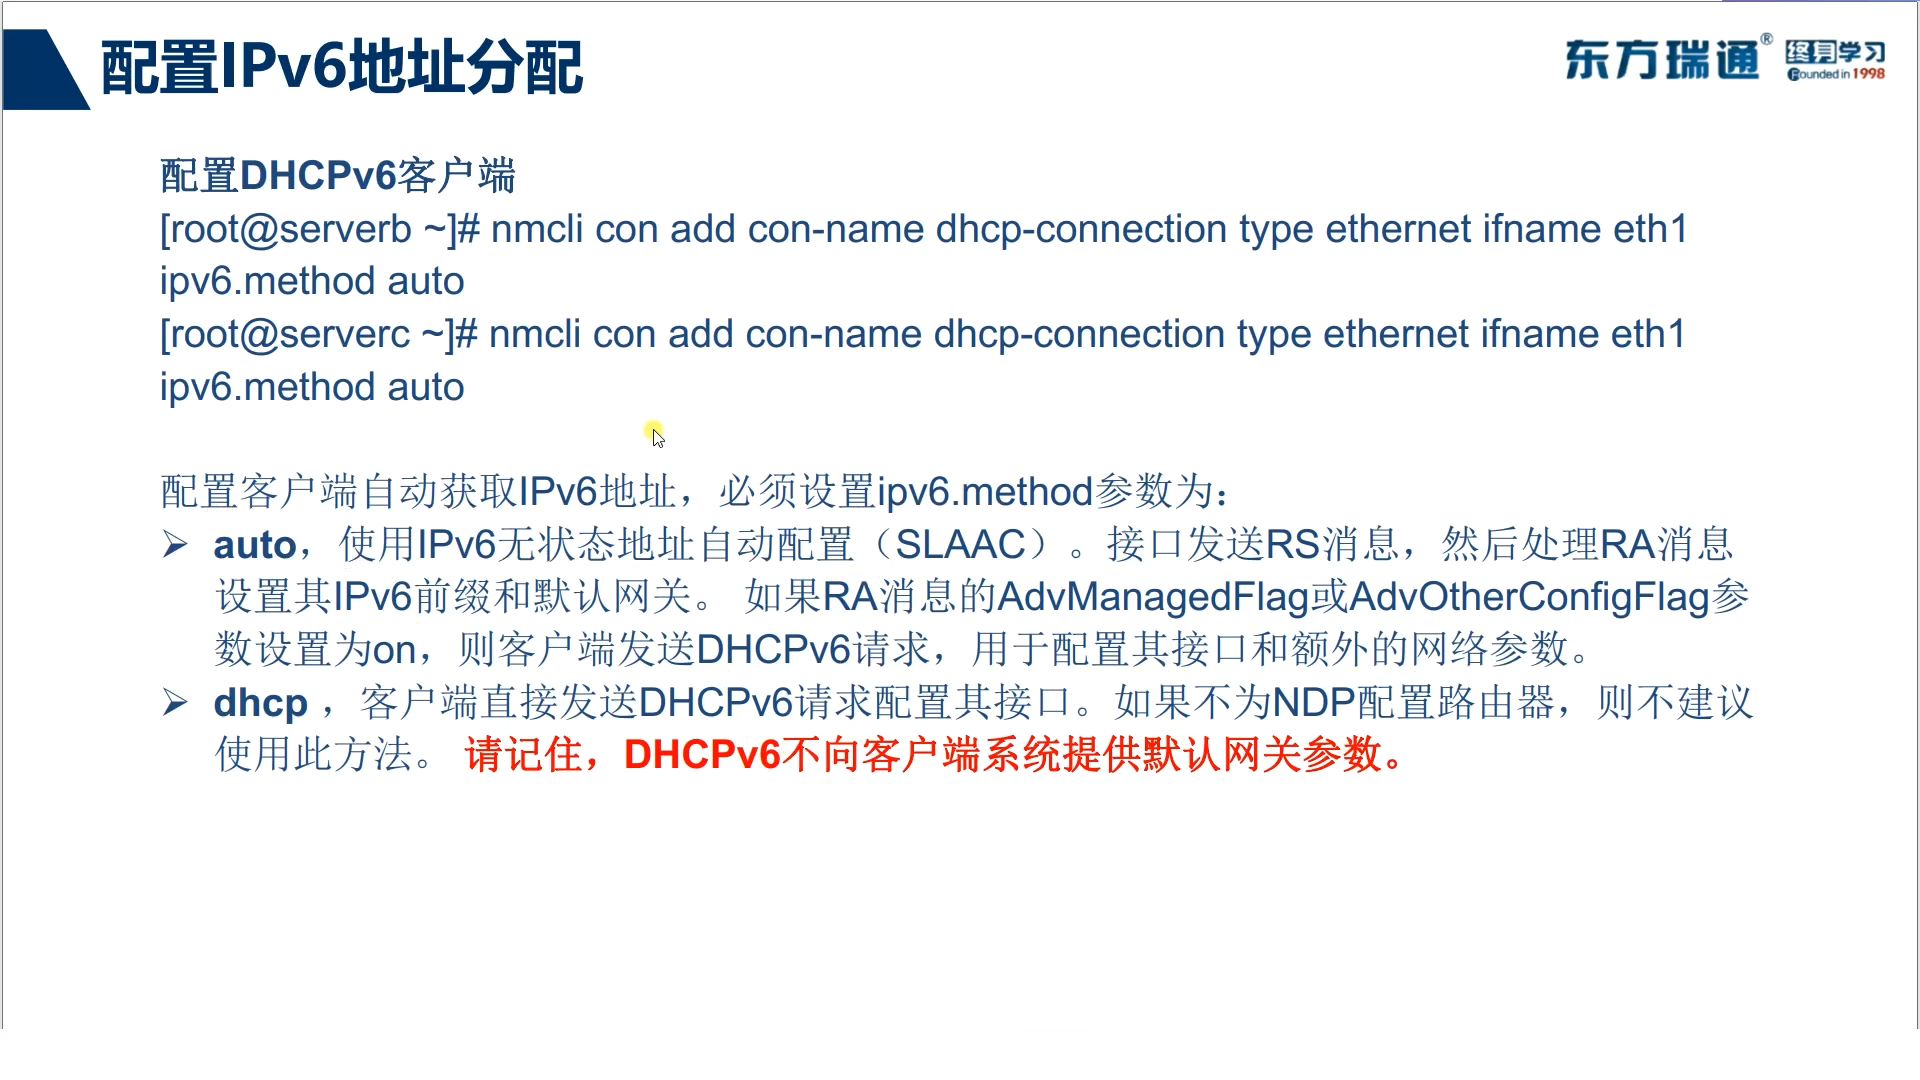 配置IPv6地址分配
东方瑞通® 终身学习
Founded in 1998
配置DHCPv6客户端
[root@serverb ~]# nmcli con add con-name dhcp-connection type ethernet ifname eth1
ipv6.method auto
[root@serverc ~]# nmcli con add con-name dhcp-connection type ethernet ifname eth1
ipv6.method auto
配置客户端自动获取IPv6地址，必须设置ipv6.method参数为：
➢ auto，使用IPv6无状态地址自动配置（SLAAC）。接口发送RS消息，然后处理RA消息
设置其IPv6前缀和默认网关。 如果RA消息的AdvManagedFlag或AdvOtherConfigFlag参
数设置为on，则客户端发送DHCPv6请求，用于配置其接口和额外的网络参数。
➢ dhcp ，客户端直接发送DHCPv6请求配置其接口。如果不为NDP配置路由器，则不建议
使用此方法。 请记住，DHCPv6不向客户端系统提供默认网关参数。